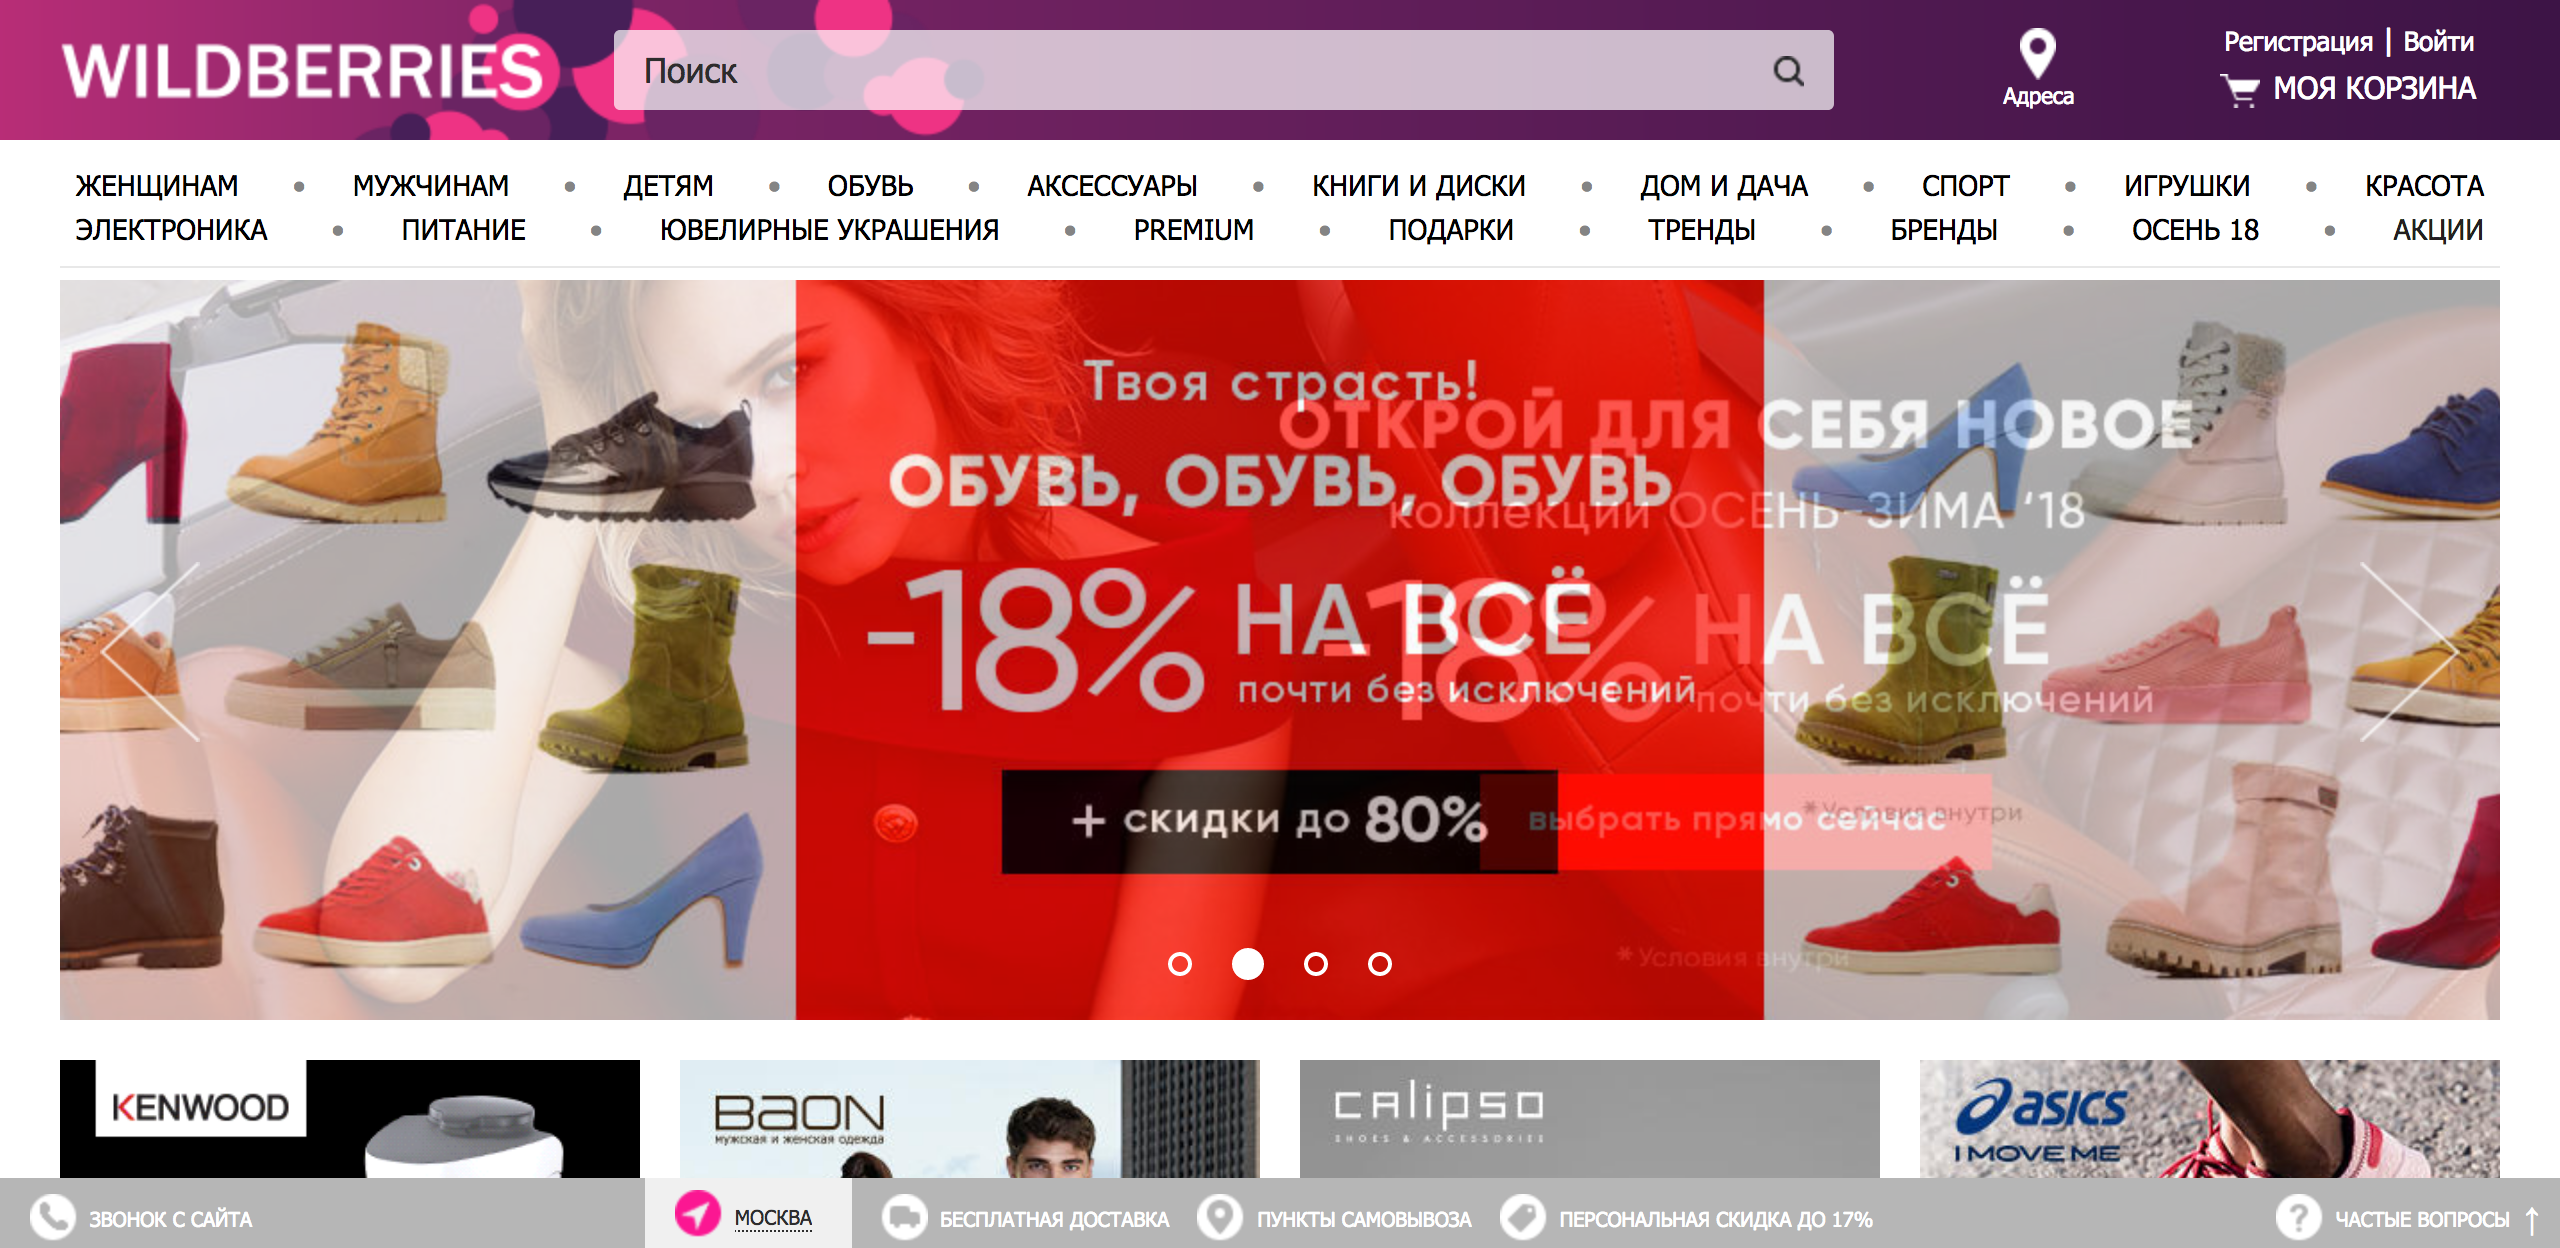 WILDBERRIES
Поиск
Адреса
Регистрация | Войти
МОЯ КОРЗИНА
ЖЕНЩИНАМ • МУЖЧИНАМ • ДЕТЯМ • ОБУВЬ • АКСЕССУАРЫ • КНИГИ И ДИСКИ • ДОМ И ДАЧА • СПОРТ • ИГРУШКИ • КРАСОТА
ЭЛЕКТРОНИКА • ПИТАНИЕ • ЮВЕЛИРНЫЕ УКРАШЕНИЯ • PREMIUM • ПОДАРКИ • ТРЕНДЫ • БРЕНДЫ • ОСЕНЬ 18 • АКЦИИ
Твоя страсть!
ОБУВЬ, ОБУВЬ, ОБУВЬ
-18% НА ВСЁ
почти без исключений
+ скидки до 80%
*Условия внутри
ОТКРОЙ ДЛЯ СЕБЯ НОВОЕ
коллекции ОСЕНЬ-ЗИМА ‘18
-18% НА ВСЁ
почти без исключений
выбрать прямо сейчас
*Условия внутри
KENWOOD
BAON
мужская и женская одежда
calipso
SHOES & ACCESSORIES
asics
I MOVE ME
ЗВОНОК С САЙТА
МОСКВА
БЕСПЛАТНАЯ ДОСТАВКА
ПУНКТЫ САМОВЫВОЗА
ПЕРСОНАЛЬНАЯ СКИДКА ДО 17%
ЧАСТЫЕ ВОПРОСЫ ↑